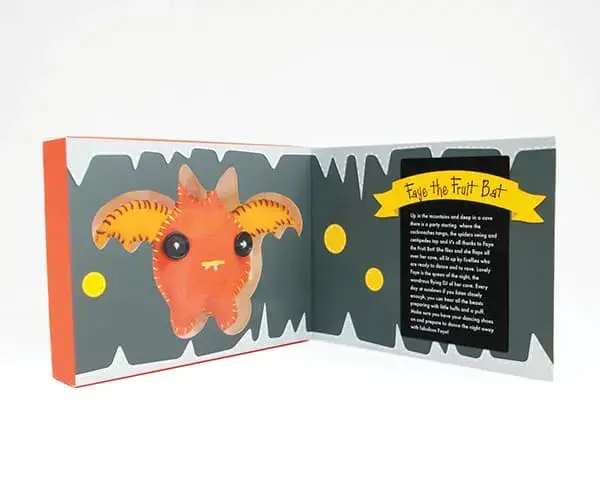 Faye the Fruit Bat
Up in the mountains and deep in a cave
there is a party starting where the
cockroaches tango, the spiders swing and
centipedes tap and it's all thanks to Faye
the Fruit Bat! She flies and she flaps all
over her cave, all lit up by fireflies who
are ready to dance and to rave. Lovely
Faye is the queen of the night, the
wondrous flying DJ of her cave. Every
day at sundown if you listen closely
enough, you can hear all the beasts
preparing with little huffs and a puff.
Make sure you have your dancing shoes
on and prepare to dance the night away
with fabulous Faye!